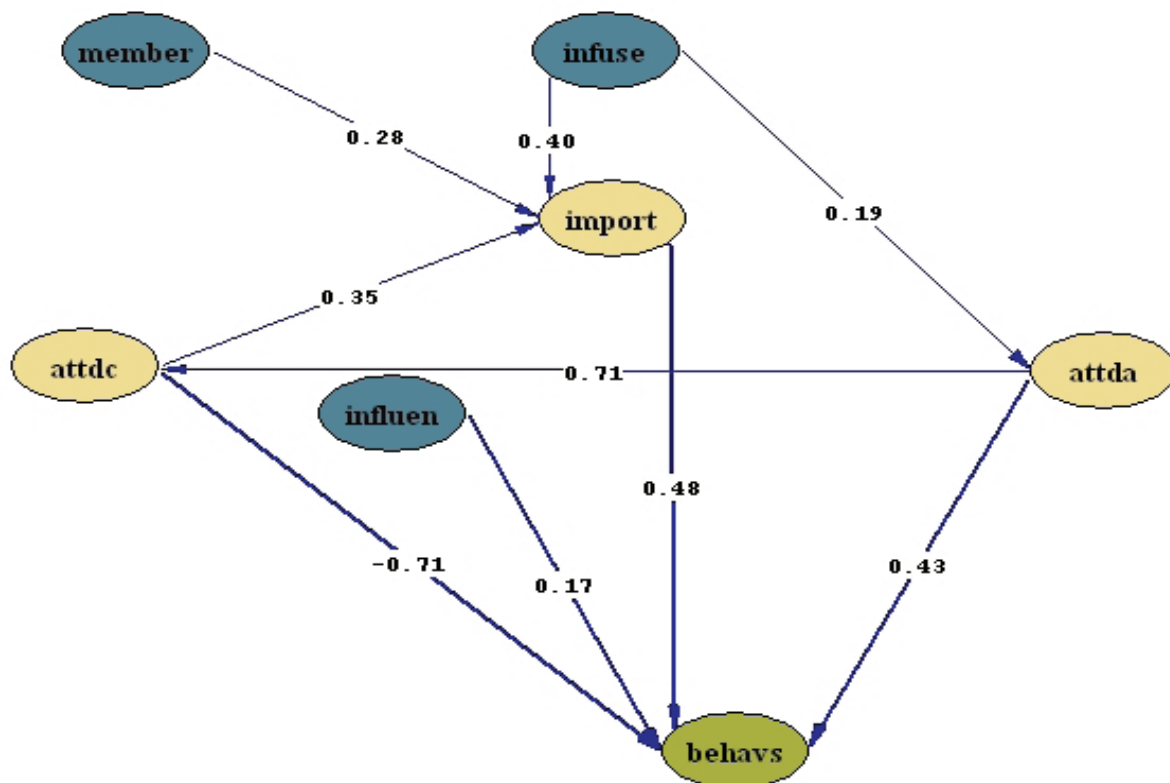 member
infuse
0.28
0.40
import
0.19
0.35
attdc
0.71
attda
influen
0.48
-0.71
0.17
0.43
behavs